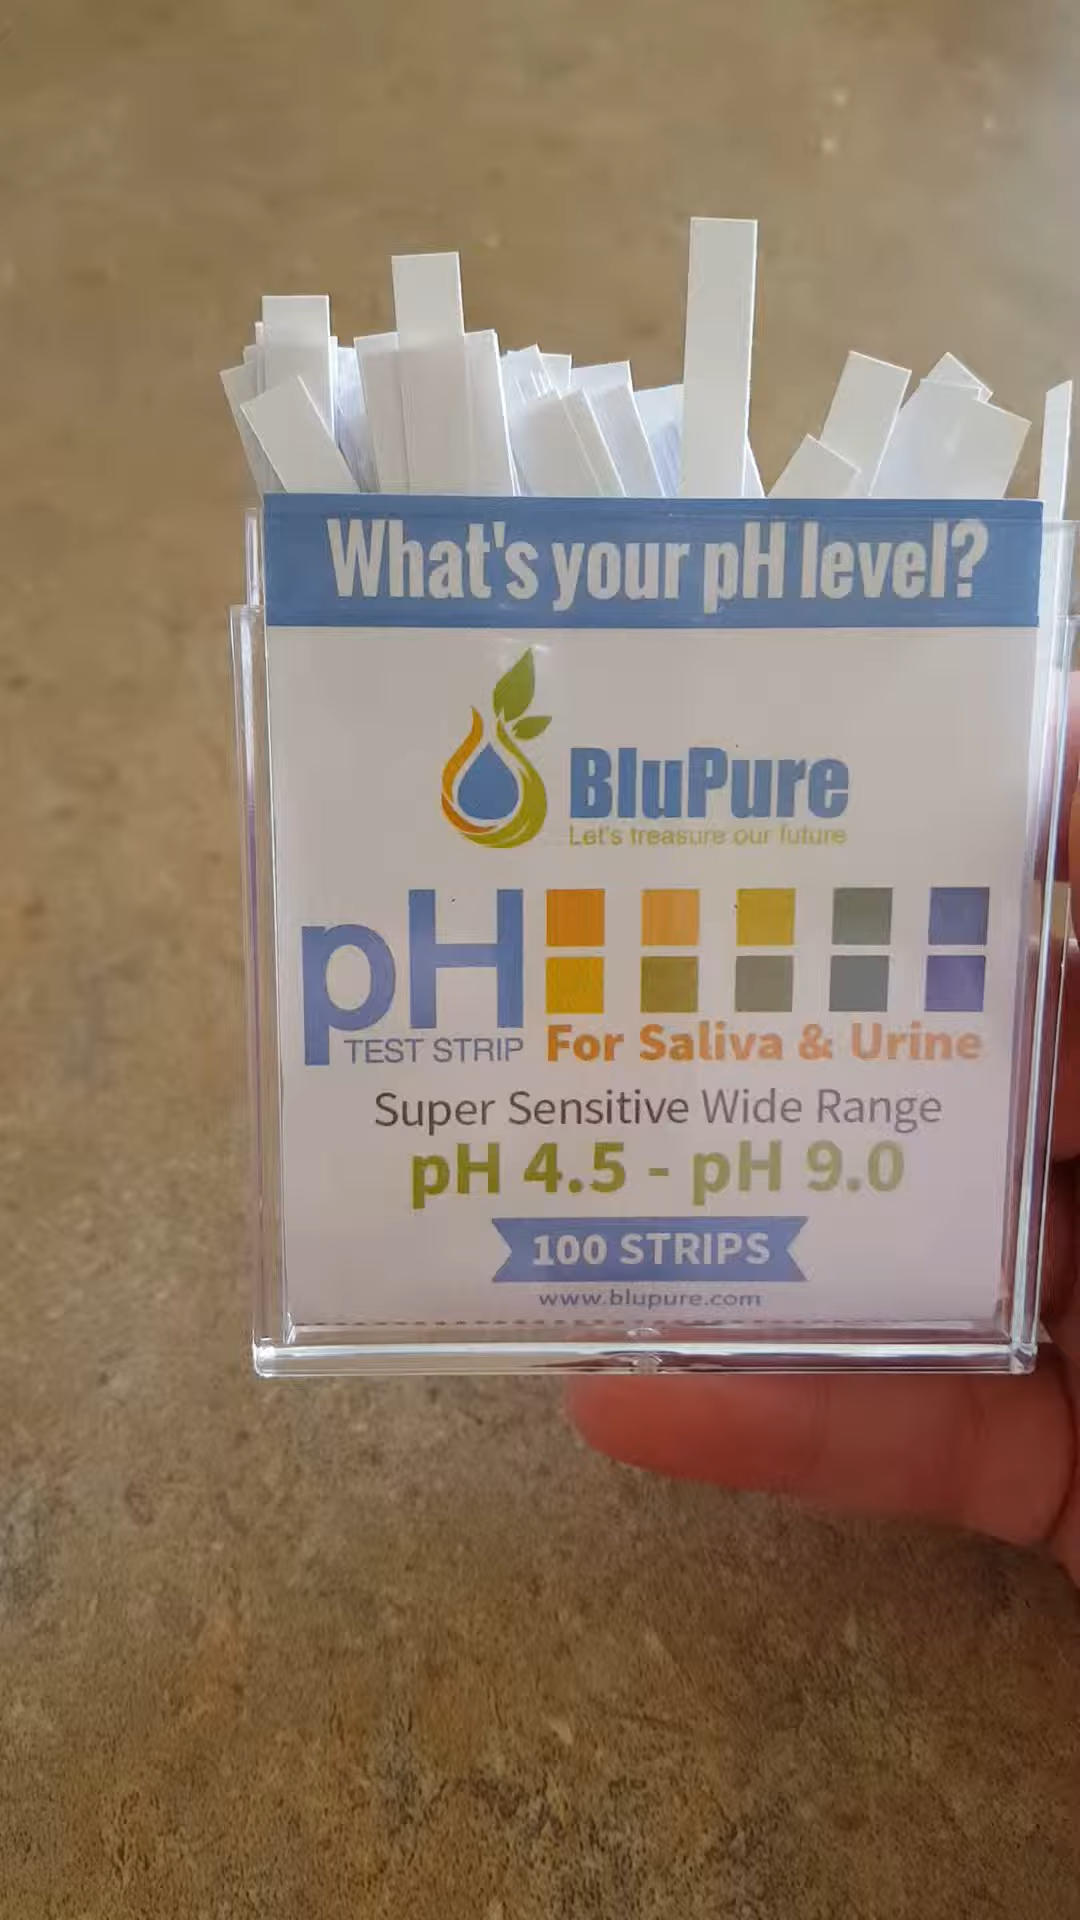 What's your pH level?
BluPure
Let's treasure our future
pH
TEST STRIP
For Saliva & Urine
Super Sensitive Wide Range
pH 4.5 - pH 9.0
100 STRIPS
www.blupure.com